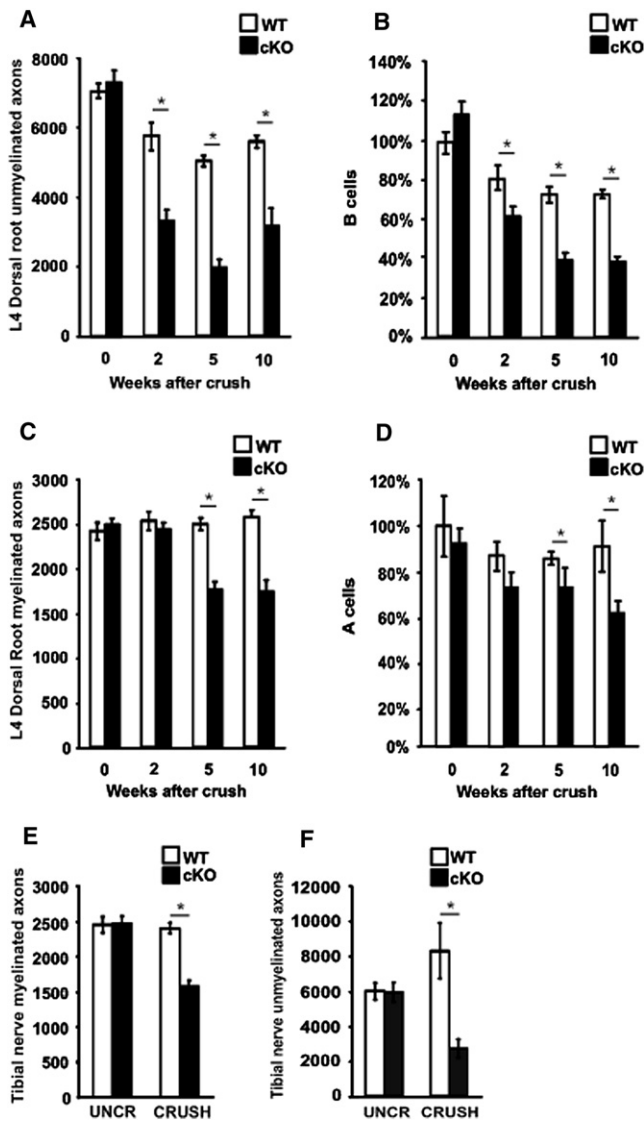 A
WT
cKO
L4 Dorsal root unmyelinated axons
8000
6000
4000
2000
0
*
*
*
0 2 5 10
Weeks after crush
B
WT
cKO
B cells
140%
120%
100%
80%
60%
40%
20%
0%
*
*
*
0 2 5 10
Weeks after crush
C
WT
cKO
L4 Dorsal Root myelinated axons
3000
2500
2000
1500
1000
500
0
*
*
0 2 5 10
Weeks after crush
D
WT
cKO
A cells
120%
100%
80%
60%
40%
20%
0%
*
*
0 2 5 10
Weeks after crush
E
WT
cKO
Tibial nerve myelinated axons
3000
2500
2000
1500
1000
500
0
*
UNCR CRUSH
F
WT
cKO
Tibial nerve unmyelinated axons
12000
10000
8000
6000
4000
2000
0
*
UNCR CRUSH